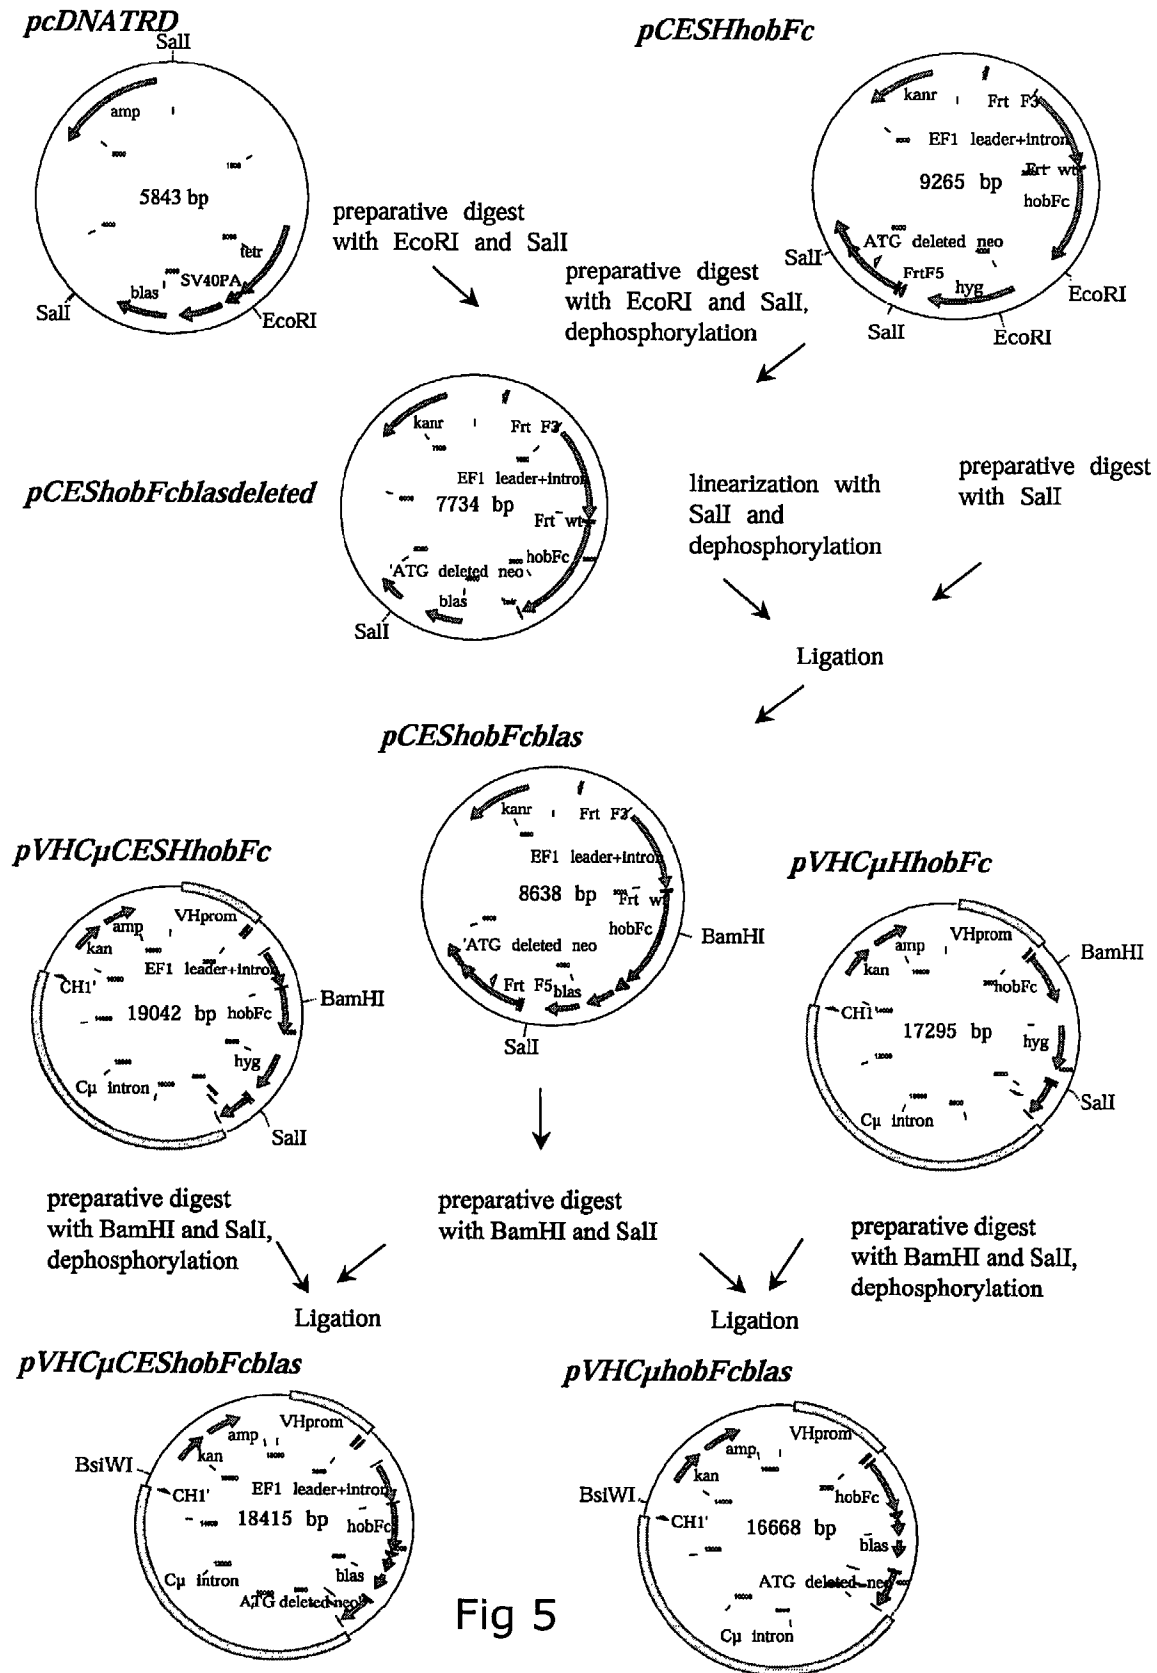 pcDNATRD
SalI
amp
5843 bp
tetr
SV40PA
blas
SalI
EcoRI
preparative digest
with EcoRI and SalI
pCESHhobFc
kanr
Frt F3
EF1 leader+intron
Frt wt
9265 bp
hobFc
ATG deleted neo
SalI
FrtF5
hyg
EcoRI
SalI
EcoRI
preparative digest
with EcoRI and SalI,
dephosphorylation
pCEShobFcblasdeleted
kanr
Frt F3
EF1 leader+intron
7734 bp
Frt wt
hobFc
'ATG deleted neo
blas
tetr
SalI
linearization with
SalI and
dephosphorylation
preparative digest
with SalI
Ligation
pCEShobFcblas
kanr
Frt F3
EF1 leader+intron
8638 bp
Frt wt
hobFc
BamHI
'ATG deleted neo
Frt F5
blas
SalI
pVHCµCESHhobFc
VHprom
amp
kan
EF1 leader+intron
CH1'
BamHI
19042 bp
hobFc
hyg
Cµ intron
SalI
pVHCµHhobFc
VHprom
amp
BamHI
kan
hobFc
CH1'
17295 bp
hyg
SalI
Cµ intron
preparative digest
with BamHI and SalI,
dephosphorylation
preparative digest
with BamHI and SalI
preparative digest
with BamHI and SalI,
dephosphorylation
Ligation
Ligation
pVHCµCEShobFcblas
VHprom
amp
kan
BsiWI
EF1 leader+intron
CH1'
18415 bp
hobFc
blas
Cµ intron
ATG deleted neo
pVHCµhobFcblas
VHprom
amp
kan
BsiWI
hobFc
CH1'
16668 bp
blas
ATG deleted neo
Cµ intron
Fig 5